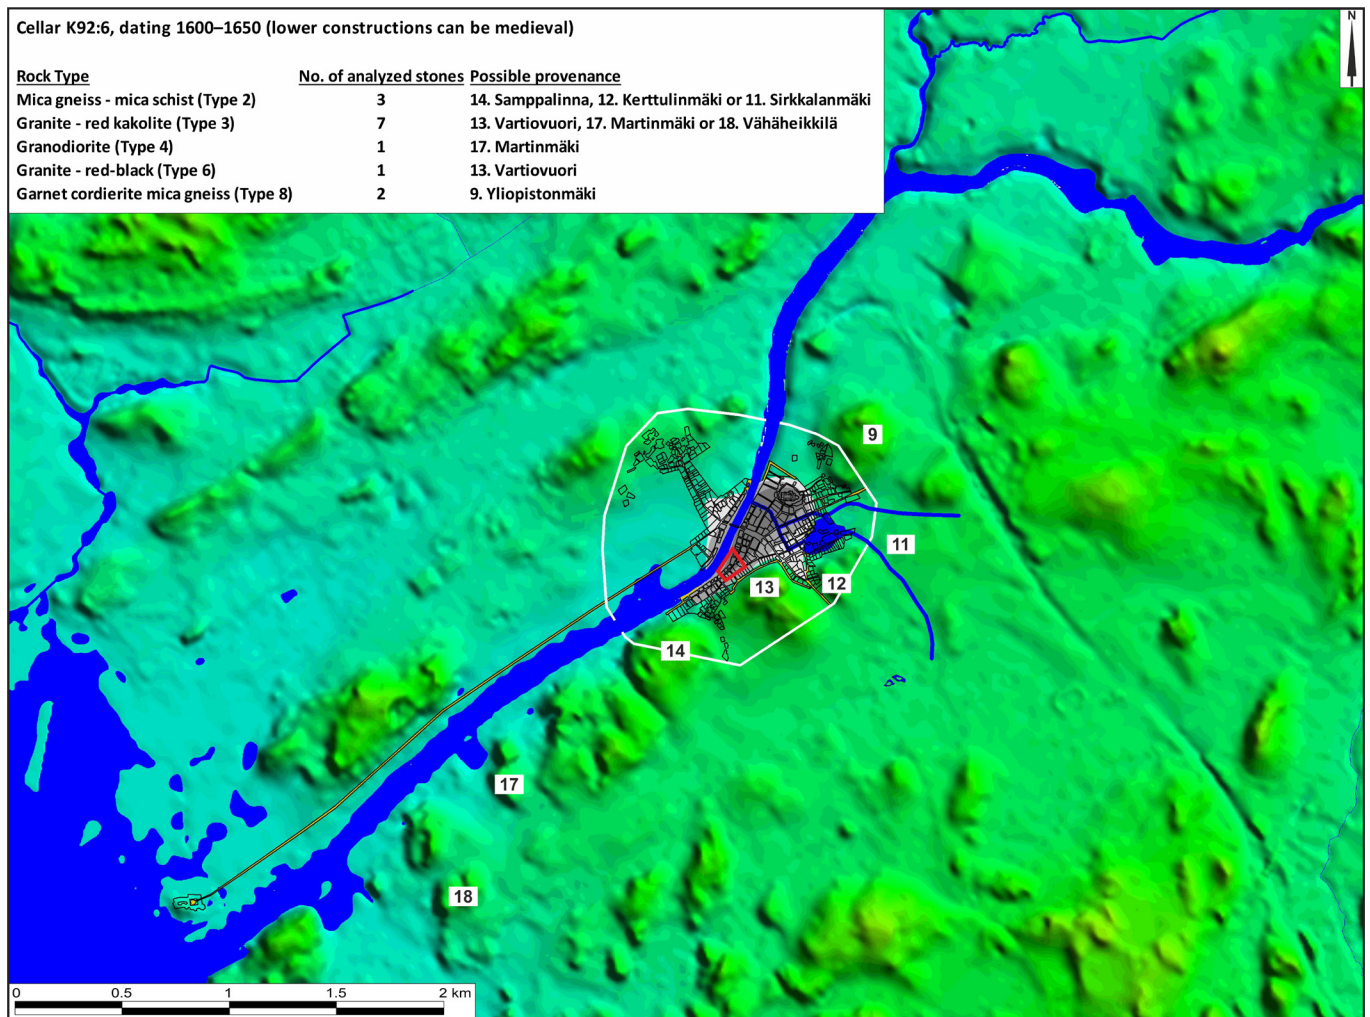 Cellar K92:6, dating 1600–1650 (lower constructions can be medieval)
Rock Type No. of analyzed stones Possible provenance
Mica gneiss - mica schist (Type 2) 3 14. Samppalinna, 12. Kerttulinmäki or 11. Sirkkalanmäki
Granite - red kakolite (Type 3) 7 13. Vartiovuori, 17. Martinmäki or 18. Vähäheikkilä
Granodiorite (Type 4) 1 17. Martinmäki
Granite - red-black (Type 6) 1 13. Vartiovuori
Garnet cordierite mica gneiss (Type 8) 2 9. Yliopistonmäki
N
9
11
12
13
14
17
18
0 0.5 1 1.5 2 km